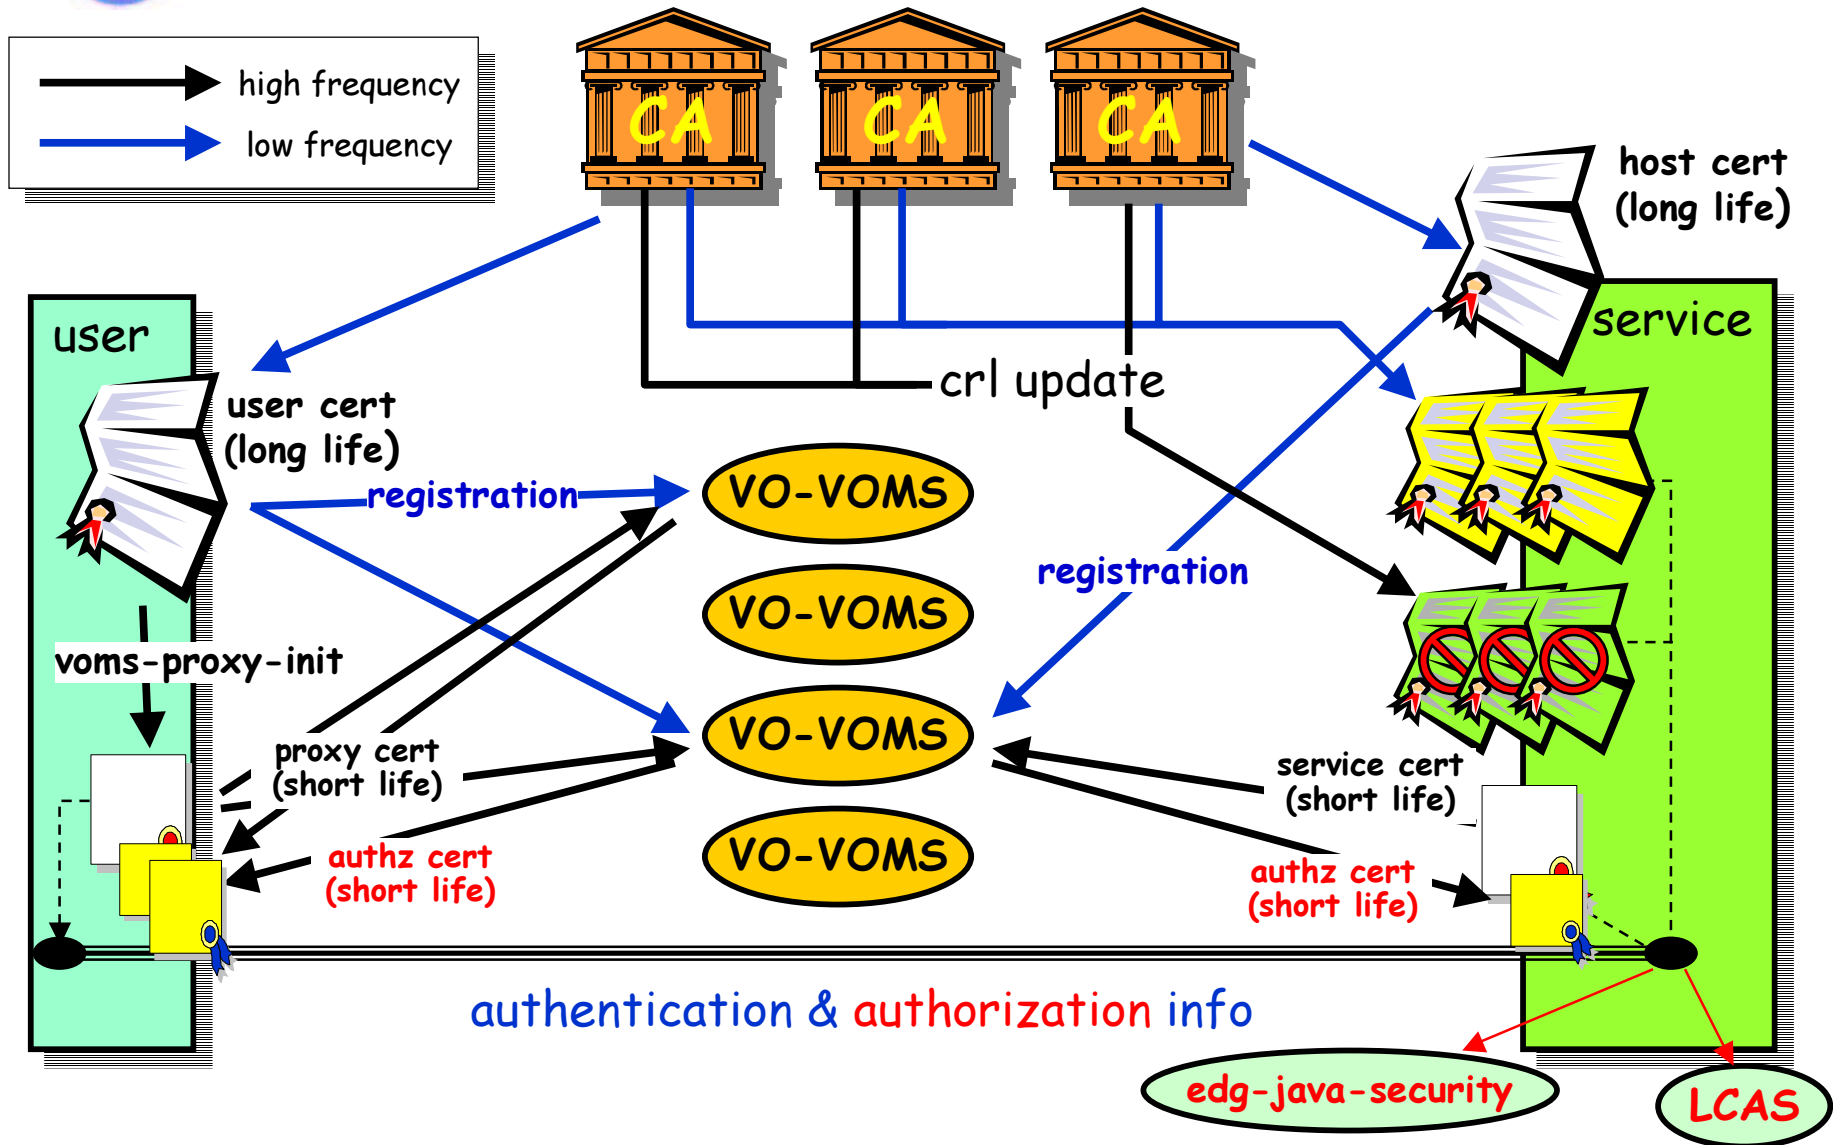 high frequency
low frequency
CA
CA
CA
host cert
(long life)
user
service
crl update
user cert
(long life)
registration
VO-VOMS
registration
VO-VOMS
voms-proxy-init
VO-VOMS
proxy cert
(short life)
service cert
(short life)
VO-VOMS
authz cert
(short life)
authz cert
(short life)
authentication & authorization info
edg-java-security
LCAS